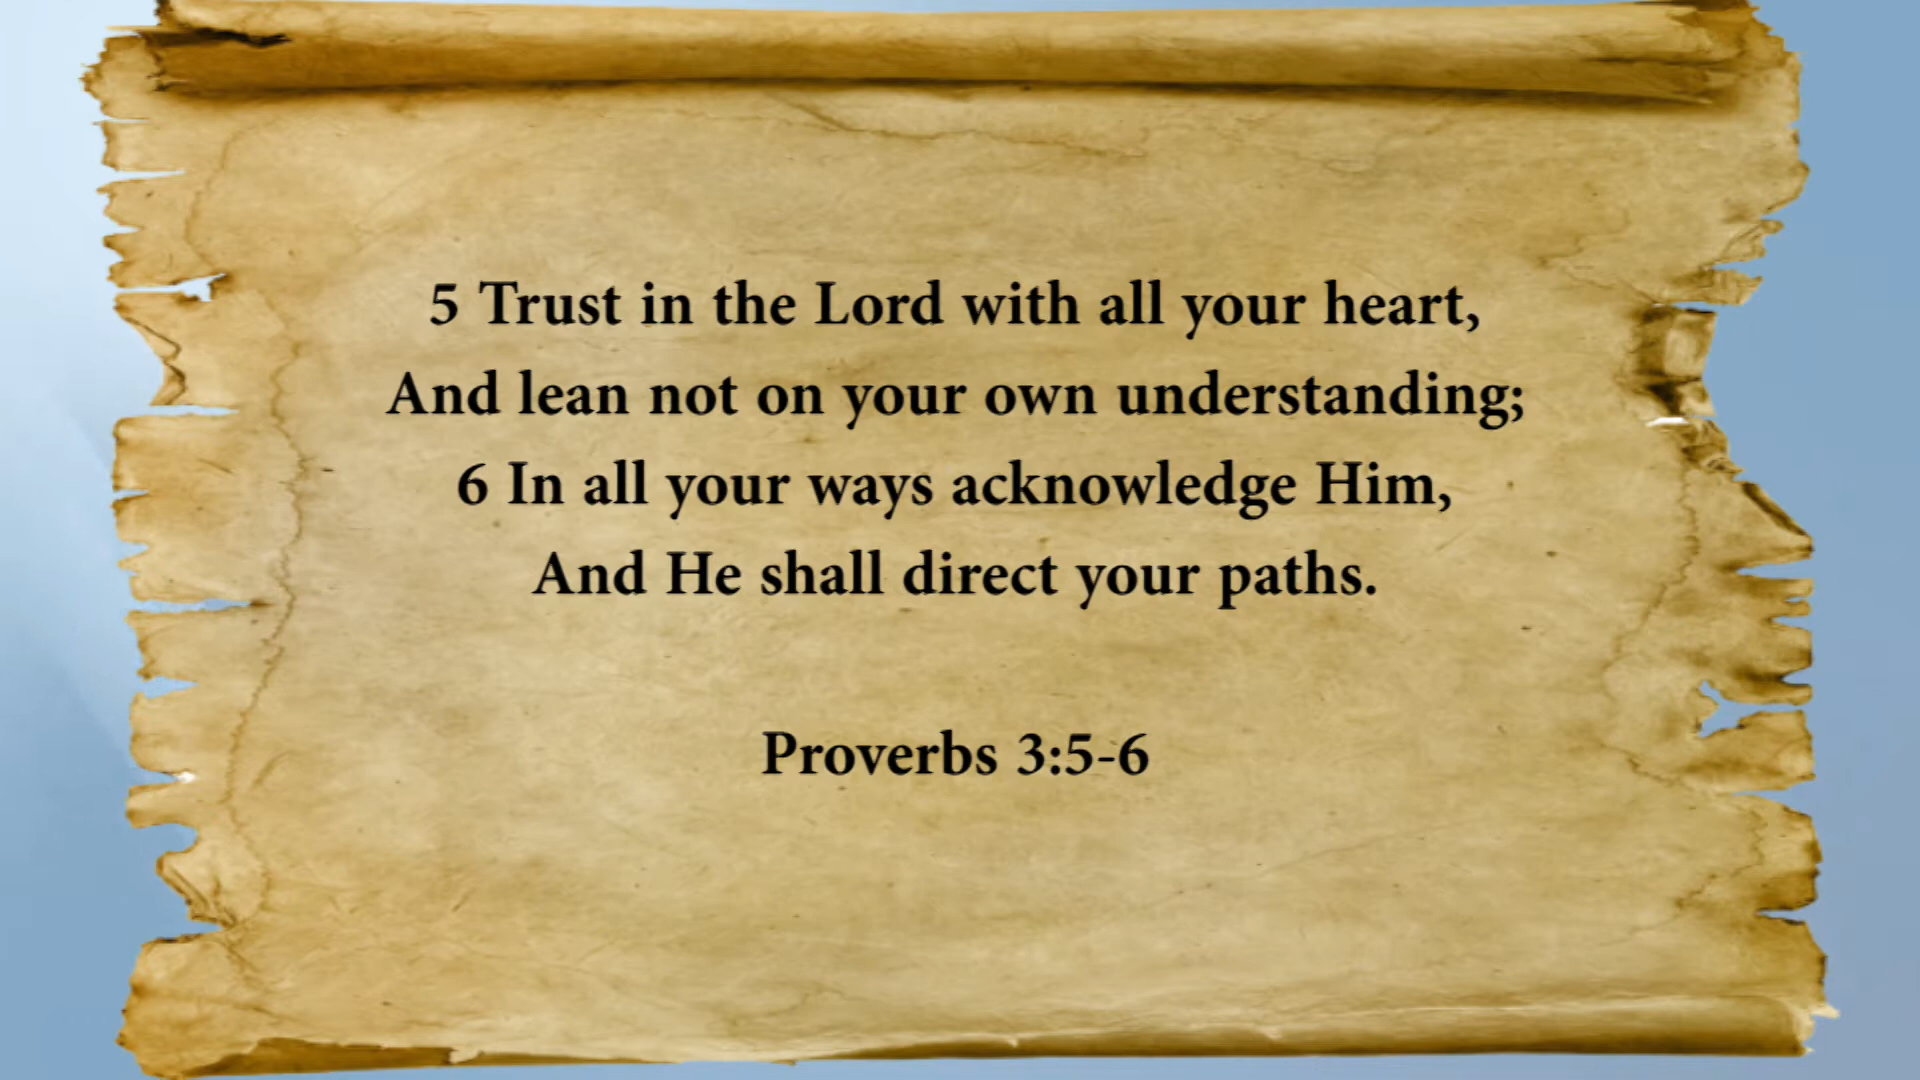 5 Trust in the Lord with all your heart,
And lean not on your own understanding;
6 In all your ways acknowledge Him,
And He shall direct your paths.
Proverbs 3:5-6